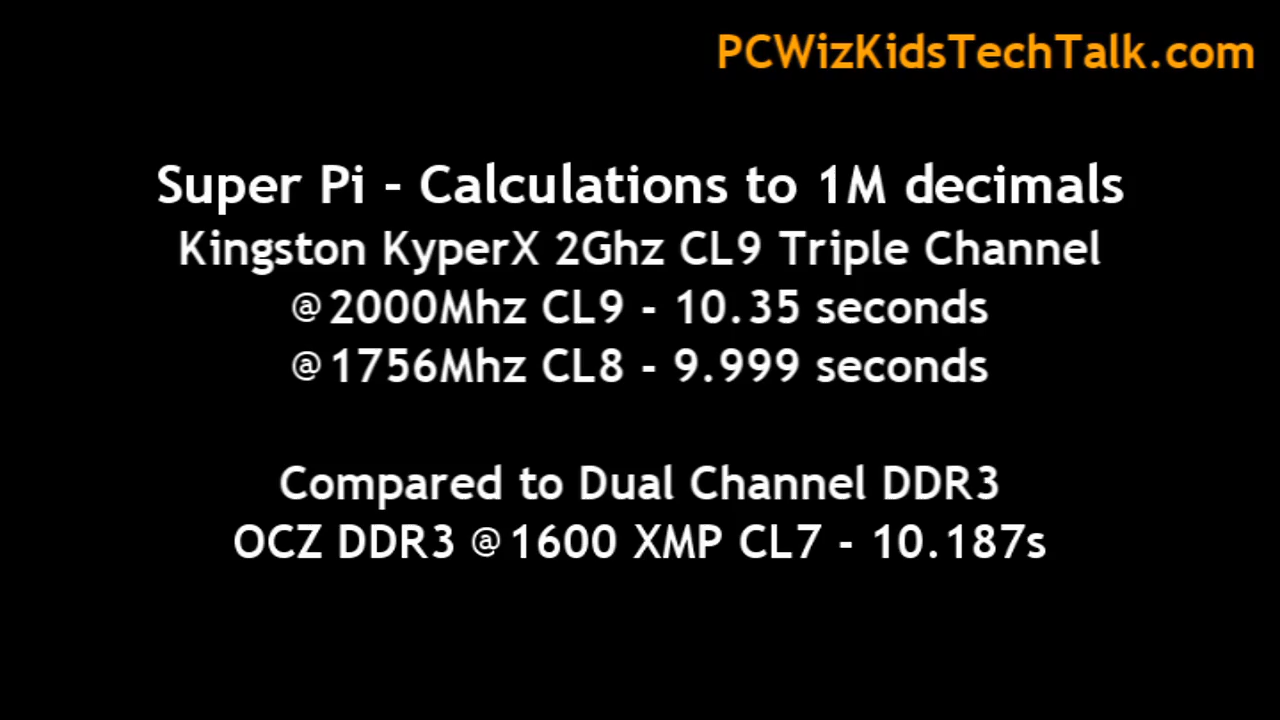 PCWizKidsTechTalk.com
Super Pi - Calculations to 1M decimals
Kingston KyperX 2Ghz CL9 Triple Channel
@2000Mhz CL9 - 10.35 seconds
@1756Mhz CL8 - 9.999 seconds
Compared to Dual Channel DDR3
OCZ DDR3 @1600 XMP CL7 - 10.187s